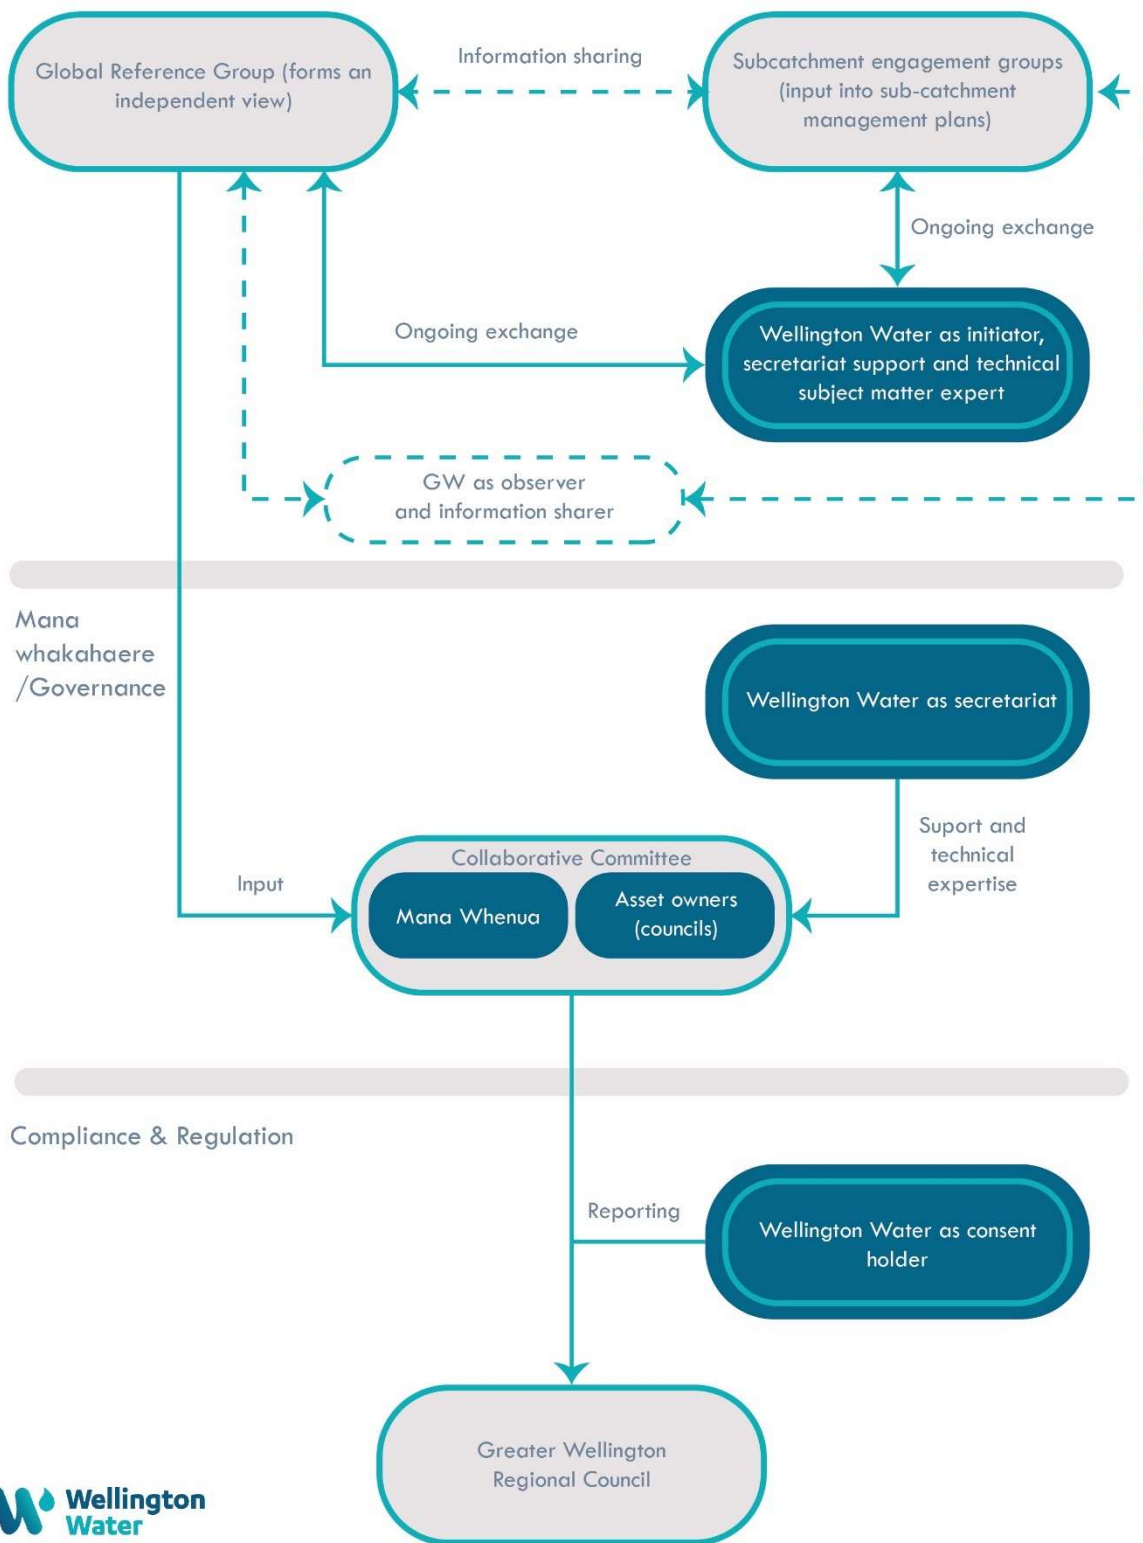 Global Reference Group (forms an
independent view)
Information sharing
Subcatchment engagement groups
(input into sub-catchment
management plans)
Ongoing exchange
Ongoing exchange
Wellington Water as initiator,
secretariat support and technical
subject matter expert
GW as observer
and information sharer
Mana
whakahaere
/Governance
Wellington Water as secretariat
Suport and
technical
expertise
Collaborative Committee
Input
Mana Whenua
Asset owners
(councils)
Compliance & Regulation
Reporting
Wellington Water as consent
holder
Greater Wellington
Regional Council
Wellington
Water